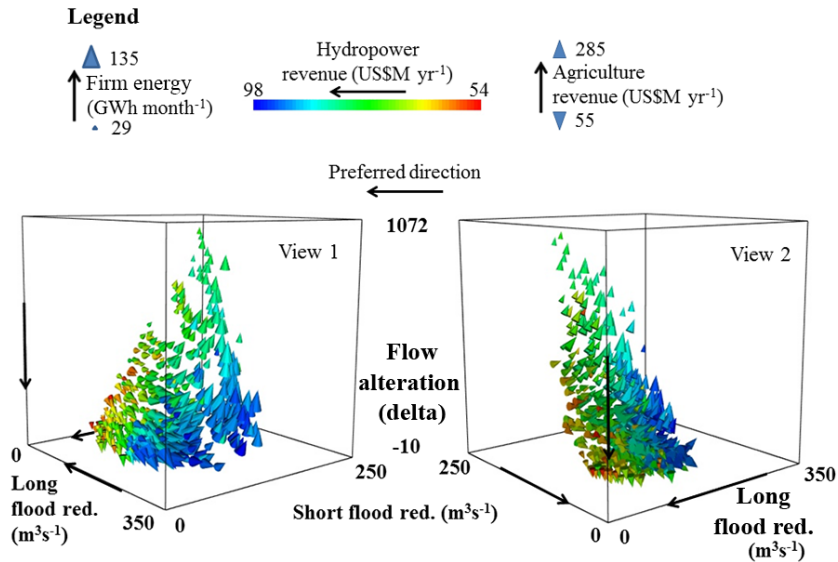 Legend
135
Firm energy
(GWh month-1)
29
Hydropower
revenue (US$M yr-1)
98
54
285
Agriculture
revenue (US$M yr-1)
55
Preferred direction
View 1
1072
View 2
Flow
alteration
(delta)
-10
0
250
250
350
Long
flood red.
(m3s-1)
350
0
Short flood red. (m3s-1)
0
0
Long
flood red.
(m3s-1)